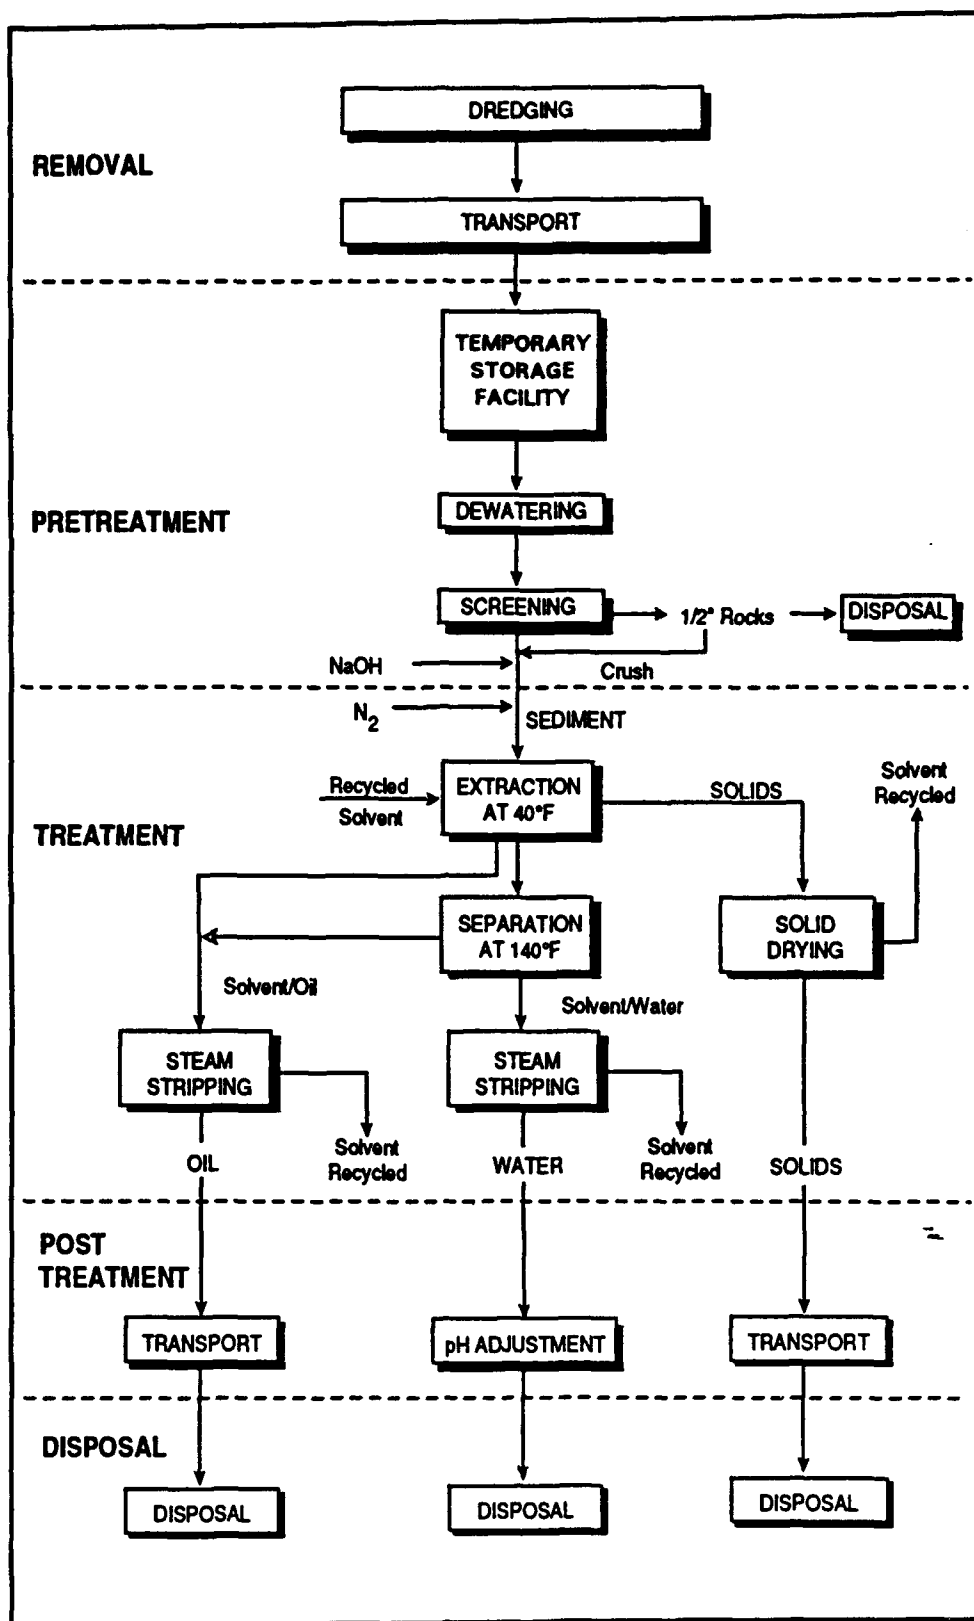 DREDGING
REMOVAL
TRANSPORT
TEMPORARY
STORAGE
FACILITY
PRETREATMENT
DEWATERING
SCREENING
1/2" Rocks
DISPOSAL
NaOH
Crush
N2
SEDIMENT
Recycled
Solvent
EXTRACTION
AT 40°F
SOLIDS
Solvent
Recycled
TREATMENT
SEPARATION
AT 140°F
SOLID
DRYING
Solvent/Oil
Solvent/Water
STEAM
STRIPPING
STEAM
STRIPPING
Solvent
Recycled
Solvent
Recycled
OIL
WATER
SOLIDS
POST
TREATMENT
TRANSPORT
pH ADJUSTMENT
TRANSPORT
DISPOSAL
DISPOSAL
DISPOSAL
DISPOSAL